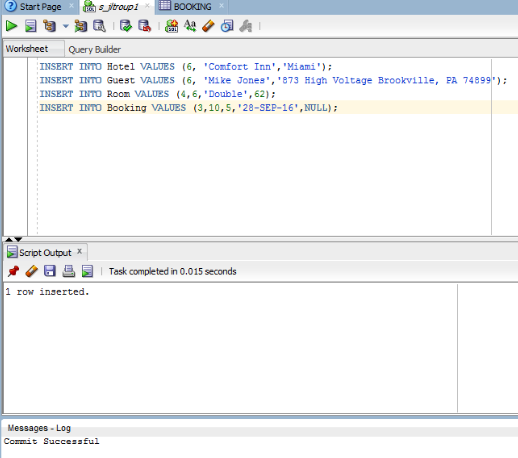 Start Page s_jtroup1 BOOKING
Worksheet Query Builder
INSERT INTO Hotel VALUES (6, 'Comfort Inn','Miami');
INSERT INTO Guest VALUES (6, 'Mike Jones','873 High Voltage Brookville, PA 74899');
INSERT INTO Room VALUES (4,6,'Double',62);
INSERT INTO Booking VALUES (3,10,5,'28-SEP-16',NULL);
Script Output
Task completed in 0.015 seconds
1 row inserted.
Messages - Log
Commit Successful